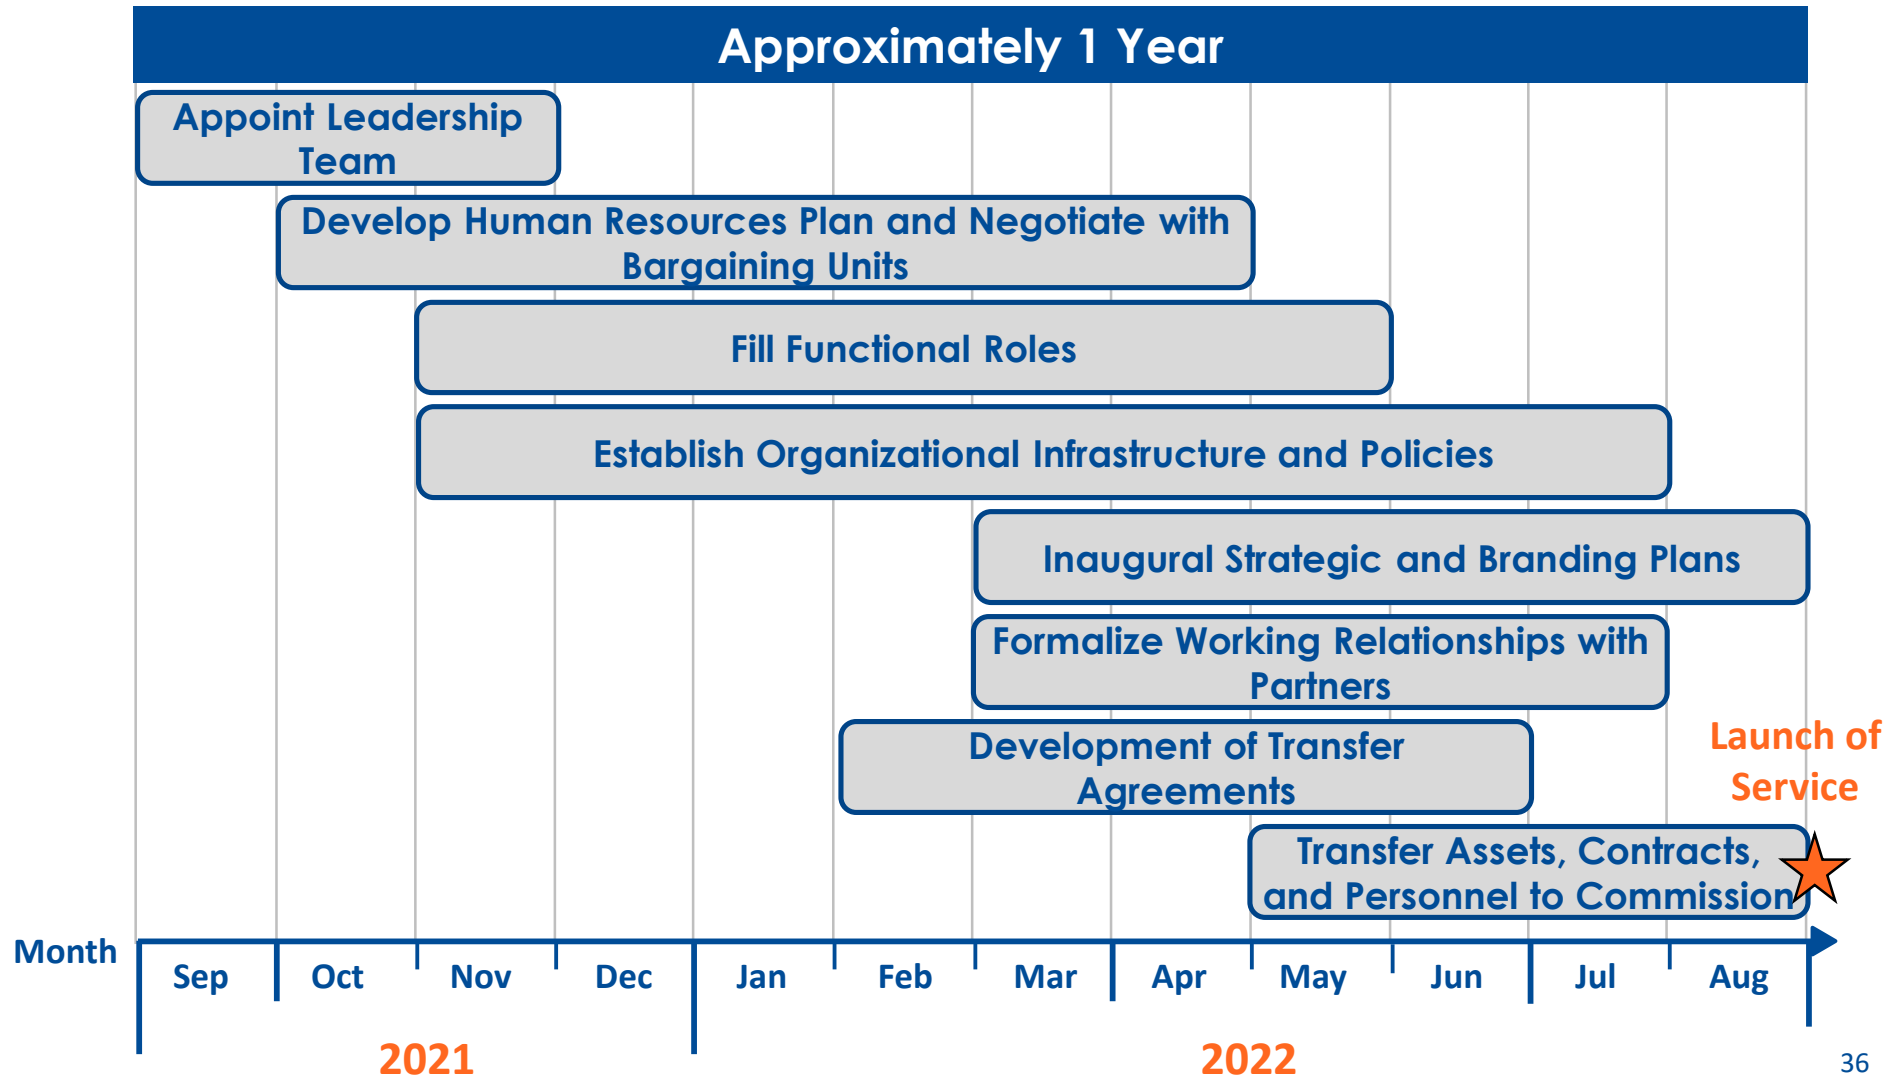 Approximately 1 Year
Appoint Leadership
Team
Develop Human Resources Plan and Negotiate with
Bargaining Units
Fill Functional Roles
Establish Organizational Infrastructure and Policies
Inaugural Strategic and Branding Plans
Formalize Working Relationships with
Partners
Development of Transfer
Agreements
Launch of
Service
Transfer Assets, Contracts,
and Personnel to Commission
Month
Sep Oct Nov Dec Jan Feb Mar Apr May Jun Jul Aug
2021 2022
36